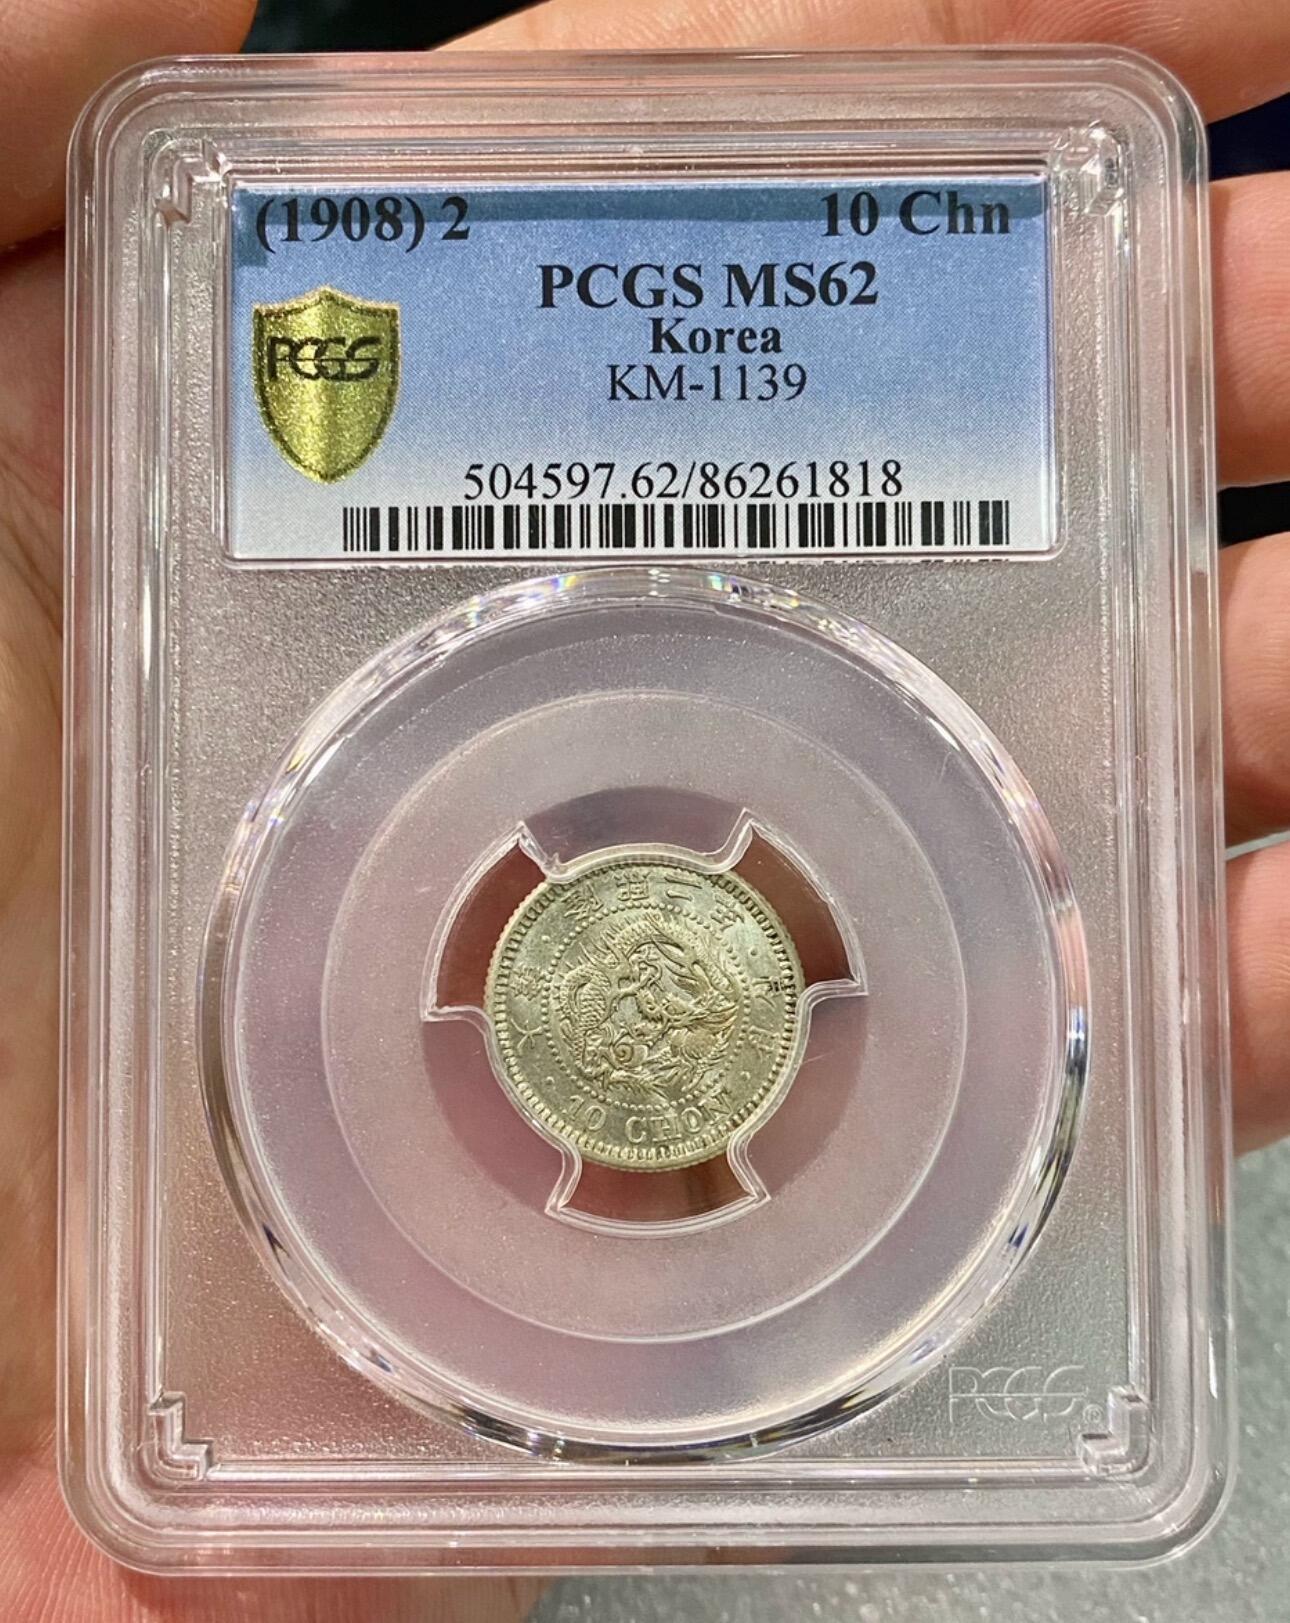 (1908) 2 10 Chn
PCGS MS62
Korea
PCGS
KM-1139
504597.62/86261818
10 CHON
PCGS®